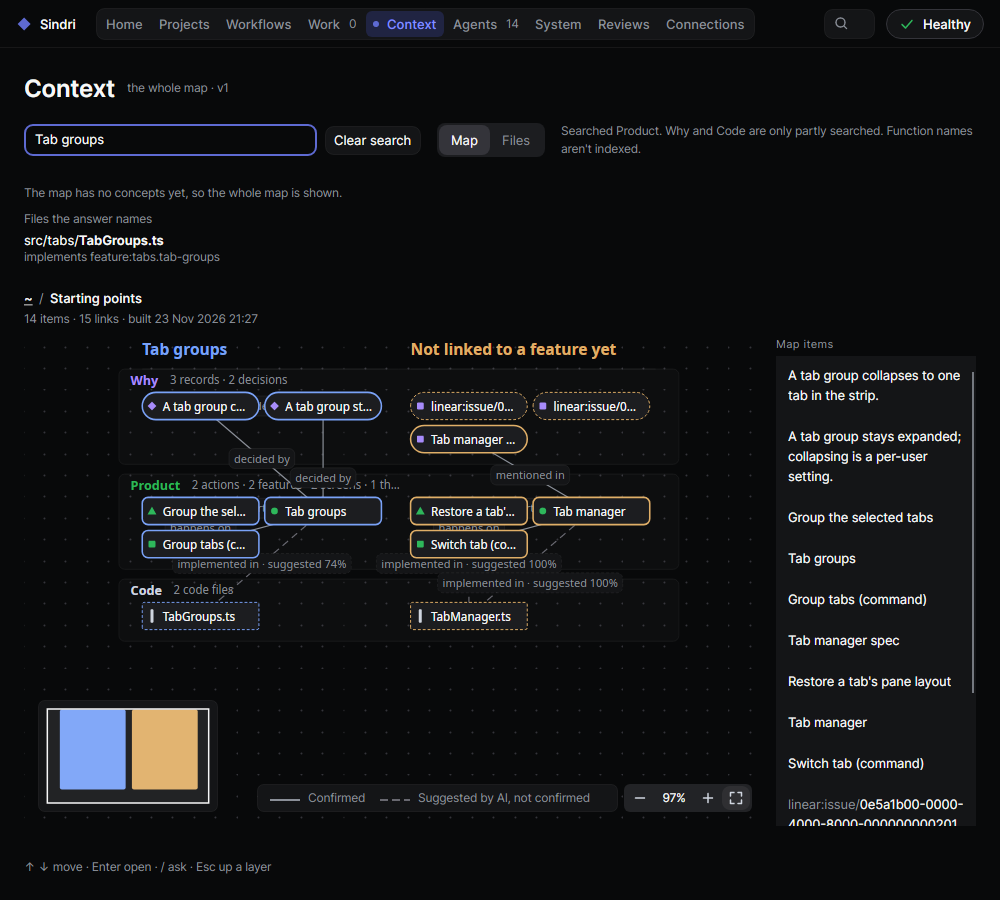 Sindri
Home Projects Workflows Work 0 Context Agents 14 System Reviews Connections
Healthy
Context the whole map · v1
Tab groups
Clear search
Map Files
Searched Product. Why and Code are only partly searched. Function names
aren't indexed.
The map has no concepts yet, so the whole map is shown.
Files the answer names
src/tabs/TabGroups.ts
implements feature:tabs.tab-groups
~ / Starting points
14 items · 15 links · built 23 Nov 2026 21:27
Tab groups
Not linked to a feature yet
Why 3 records · 2 decisions
A tab group c...
A tab group st...
linear:issue/0...
linear:issue/0...
Tab manager ...
decided by
decided by
mentioned in
Product 2 actions · 2 features · 2 screens · 1 th...
Group the sel...
Tab groups
Restore a tab'...
Tab manager
happens on
happens on
Group tabs (c...
Switch tab (co...
implemented in · suggested 74%
implemented in · suggested 100%
implemented in · suggested 100%
Code 2 code files
TabGroups.ts
TabManager.ts
Confirmed
Suggested by AI, not confirmed
− 97% +
Map items
A tab group collapses to one
tab in the strip.
A tab group stays expanded;
collapsing is a per-user
setting.
Group the selected tabs
Tab groups
Group tabs (command)
Tab manager spec
Restore a tab's pane layout
Tab manager
Switch tab (command)
linear:issue/0e5a1b00-0000-
4000-8000-000000000201
↑ ↓ move · Enter open · / ask · Esc up a layer